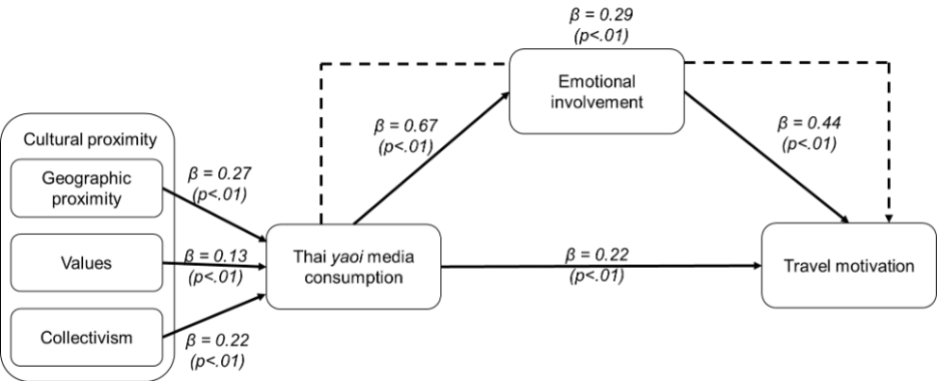 β = 0.29
(p<.01)
Emotional
involvement
β = 0.67
(p<.01)
β = 0.44
(p<.01)
Cultural proximity
Geographic
proximity
β = 0.27
(p<.01)
Values
β = 0.13
(p<.01)
Thai yaoi media
consumption
β = 0.22
(p<.01)
Travel motivation
Collectivism
β = 0.22
(p<.01)